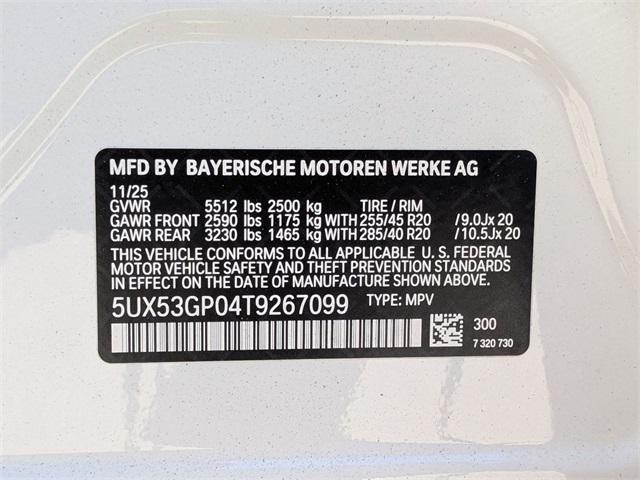 MFD BY BAYERISCHE MOTOREN WERKE AG
11/25
GVWR 5512 lbs 2500 kg TIRE / RIM
GAWR FRONT 2590 lbs 1175 kg WITH 255/45 R20 /9.0Jx 20
GAWR REAR 3230 lbs 1465 kg WITH 285/40 R20 /10.5Jx 20
THIS VEHICLE CONFORMS TO ALL APPLICABLE U. S. FEDERAL
MOTOR VEHICLE SAFETY AND THEFT PREVENTION STANDARDS
IN EFFECT ON THE DATE OF MANUFACTURE SHOWN ABOVE.
5UX53GP04T9267099 TYPE: MPV
300
7 320 730